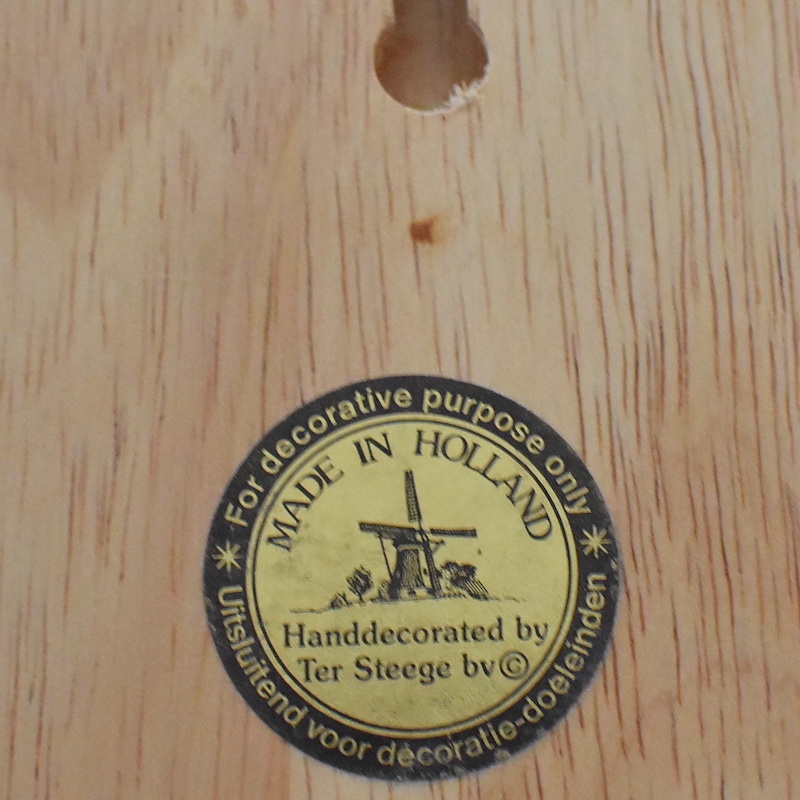 For decorative purpose only
MADE IN HOLLAND
Handdecorated by
Ter Steege bv©
Uitsluitend voor decoratie-doeleinden